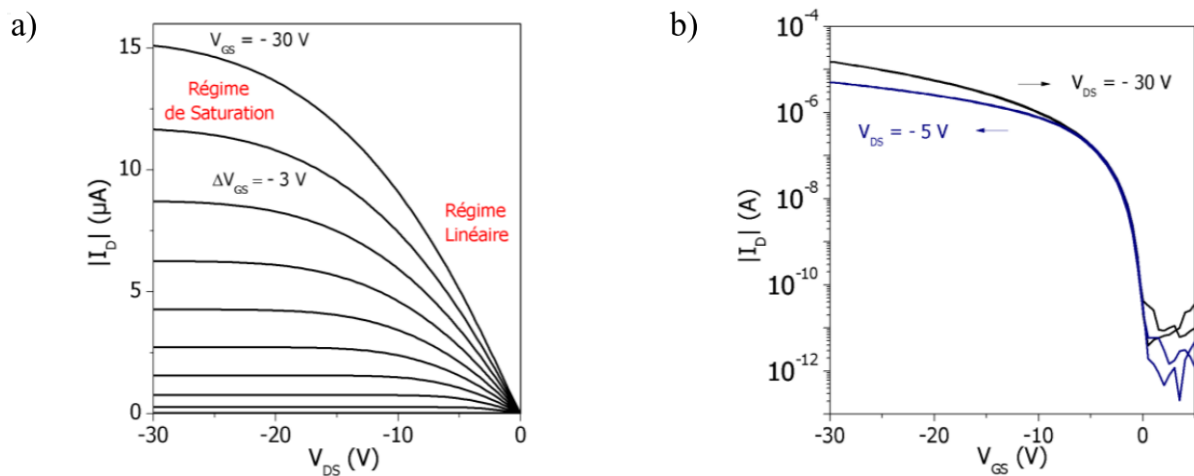 a)
|I_D| (µA)
15
10
5
0
V_GS = - 30 V
Régime
de Saturation
ΔV_GS = - 3 V
Régime
Linéaire
-30
-20
-10
0
V_DS (V)
b)
|I_D| (A)
10^-4
10^-6
10^-8
10^-10
10^-12
V_DS = - 30 V
V_DS = - 5 V
-30
-20
-10
0
V_GS (V)